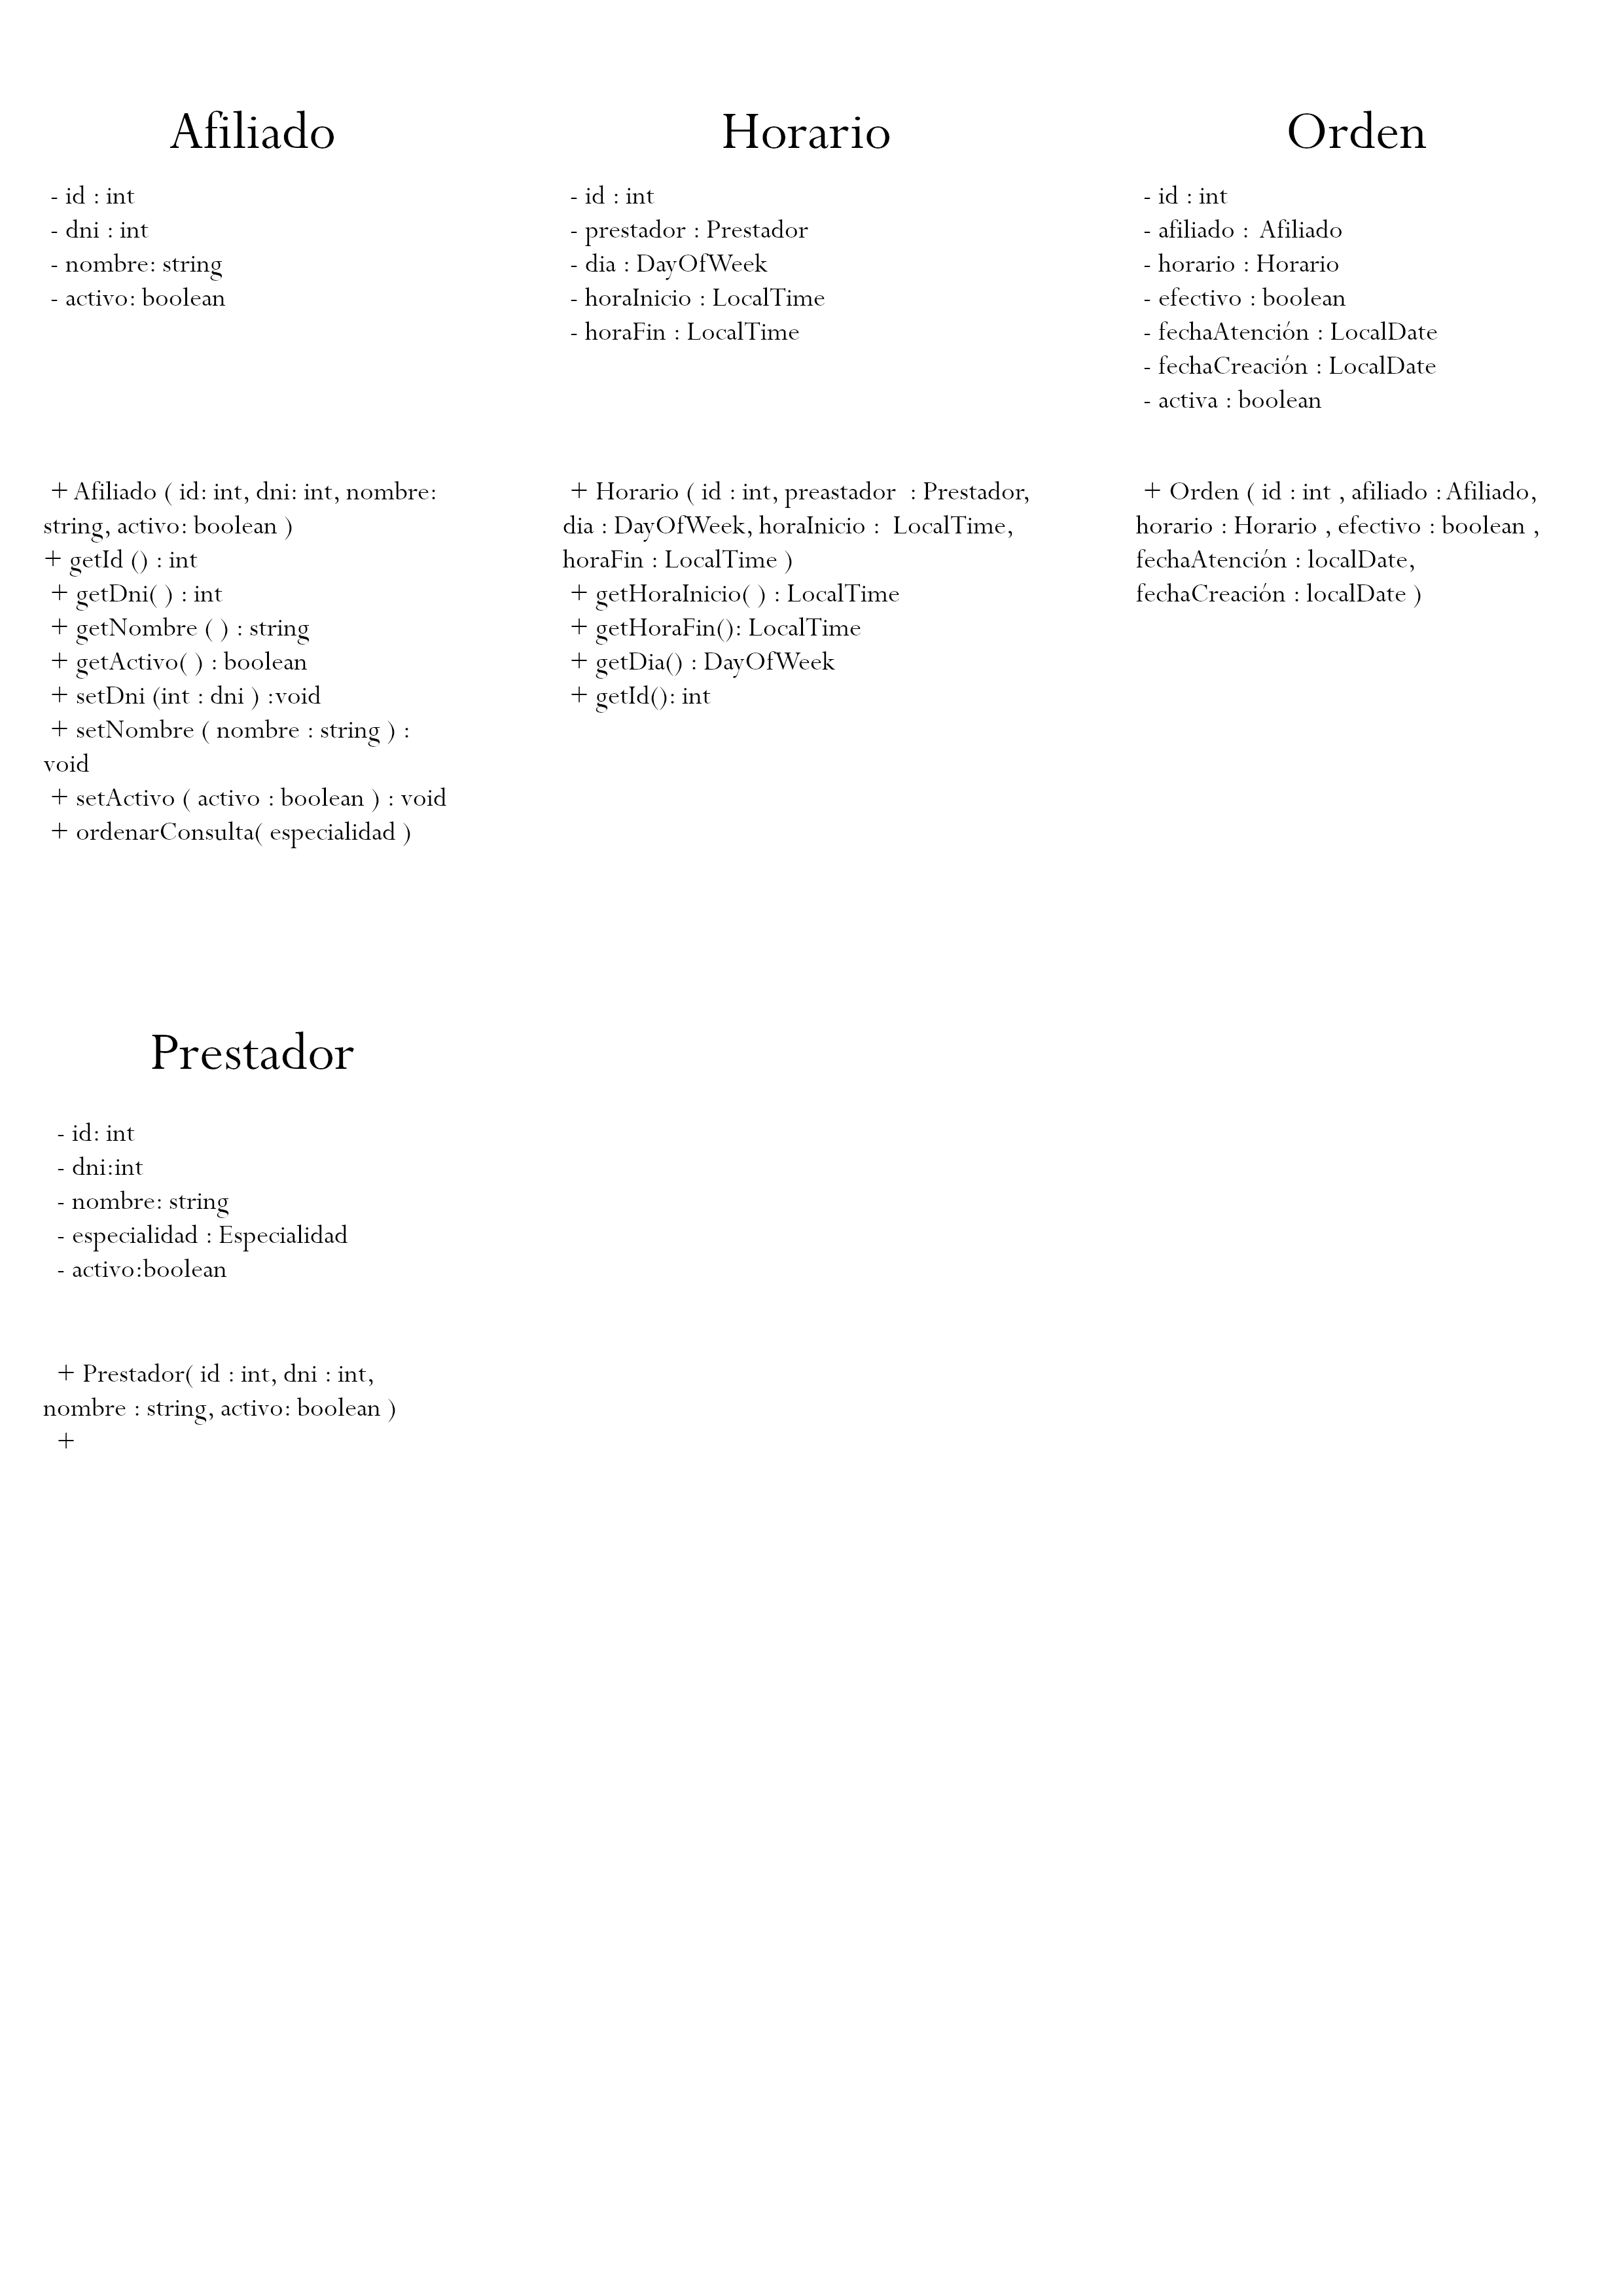 Afiliado
- id : int
- dni : int
- nombre: string
- activo: boolean
+ Afiliado ( id: int, dni: int, nombre:
string, activo: boolean )
+ getId () : int
+ getDni( ) : int
+ getNombre ( ) : string
+ getActivo( ) : boolean
+ setDni (int : dni ) :void
+ setNombre ( nombre : string ) :
void
+ setActivo ( activo : boolean ) : void
+ ordenarConsulta( especialidad )
Horario
- id : int
- prestador : Prestador
- dia : DayOfWeek
- horaInicio : LocalTime
- horaFin : LocalTime
+ Horario ( id : int, preastador  : Prestador,
dia : DayOfWeek, horaInicio :  LocalTime,
horaFin : LocalTime )
+ getHoraInicio( ) : LocalTime
+ getHoraFin(): LocalTime
+ getDia() : DayOfWeek
+ getId(): int
Orden
- id : int
- afiliado :  Afiliado
- horario : Horario
- efectivo : boolean
- fechaAtención : LocalDate
- fechaCreación : LocalDate
- activa : boolean
+ Orden ( id : int , afiliado : Afiliado,
horario : Horario , efectivo : boolean ,
fechaAtención : localDate,
fechaCreación : localDate )
Prestador
- id: int
- dni:int
- nombre: string
- especialidad : Especialidad
- activo:boolean
+ Prestador( id : int, dni : int,
nombre : string, activo: boolean )
+